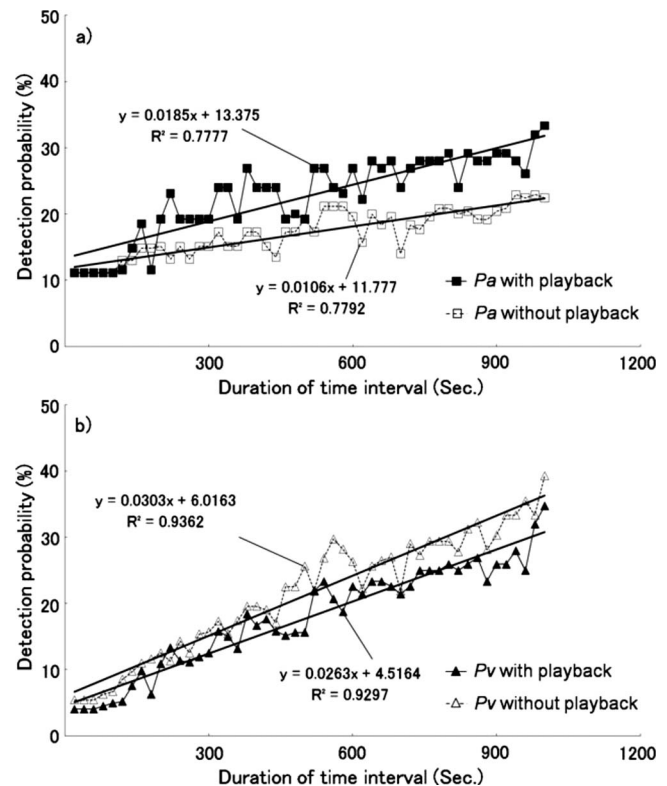 a)
50
40
30
20
10
0
Detection probability (%)
y = 0.0185x + 13.375
R² = 0.7777
y = 0.0106x + 11.777
R² = 0.7792
Pa with playback
Pa without playback
300 600 900 1200
Duration of time interval (Sec.)
b)
50
40
30
20
10
0
Detection probability (%)
y = 0.0303x + 6.0163
R² = 0.9362
y = 0.0263x + 4.5164
R² = 0.9297
Pv with playback
Pv without playback
300 600 900 1200
Duration of time interval (Sec.)